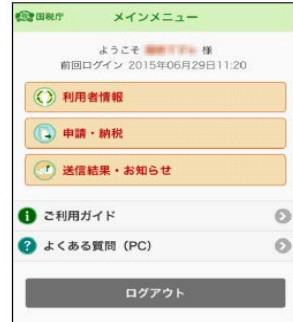 国税庁 メインメニュー
ようこそ 様
前回ログイン 2015年06月29日11:20
利用者情報
申請・納税
送信結果・お知らせ
ご利用ガイド
よくある質問（PC）
ログアウト